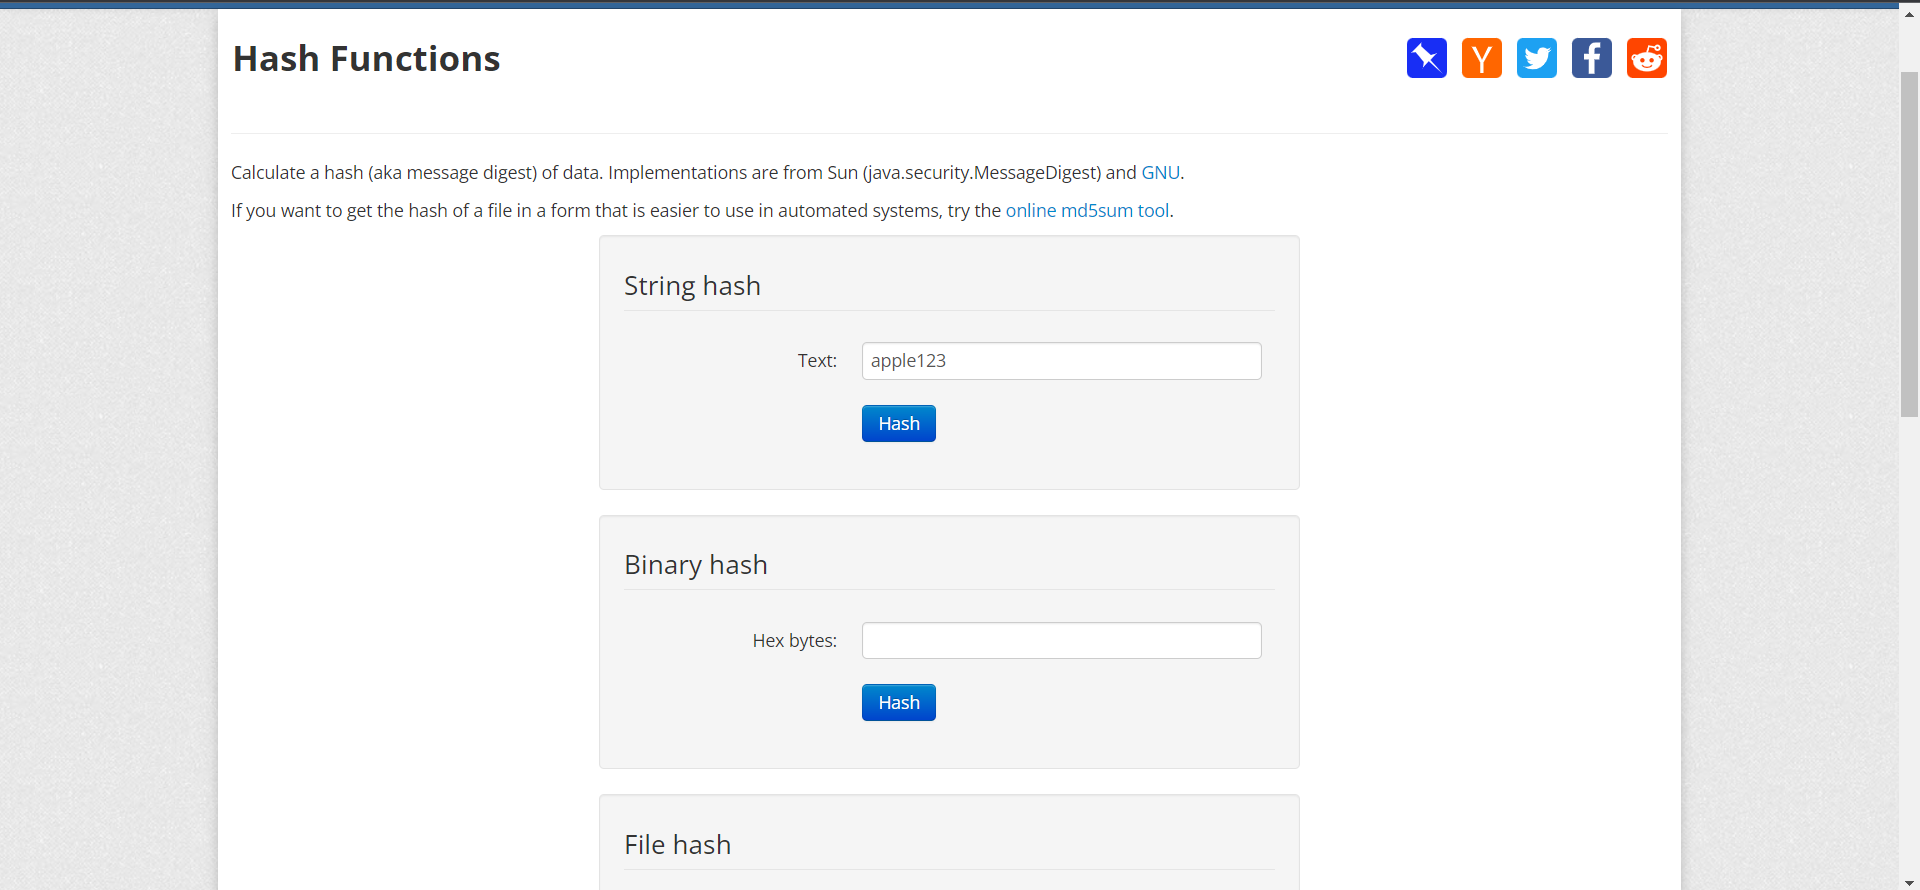 Hash Functions
Calculate a hash (aka message digest) of data. Implementations are from Sun (java.security.MessageDigest) and GNU.
If you want to get the hash of a file in a form that is easier to use in automated systems, try the online md5sum tool.
String hash
Text: apple123
Hash
Binary hash
Hex bytes:
Hash
File hash